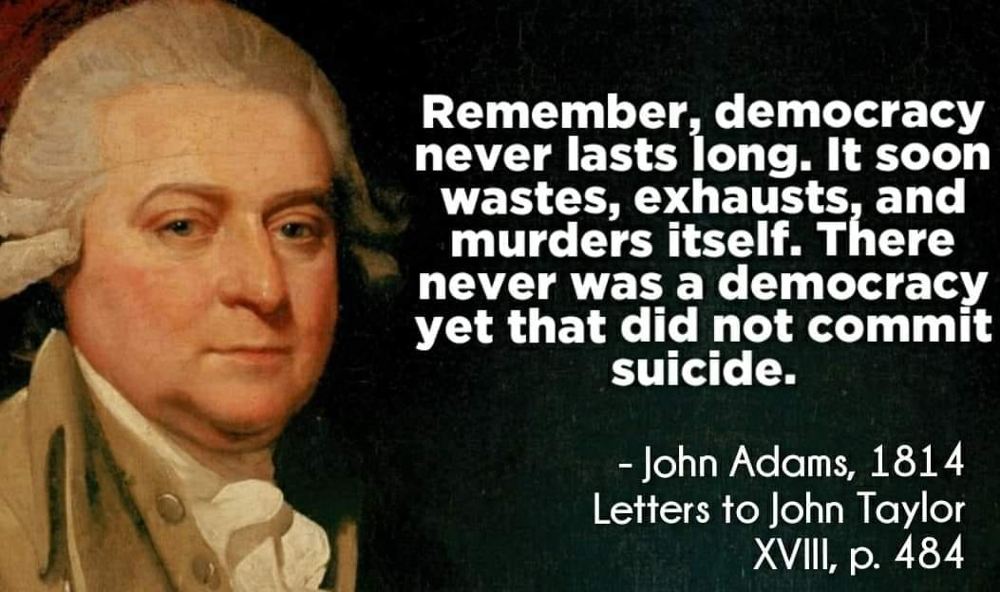 Remember, democracy
never lasts long. It soon
wastes, exhausts, and
murders itself. There
never was a democracy
yet that did not commit
suicide.
- John Adams, 1814
Letters to John Taylor
XVIII, p. 484